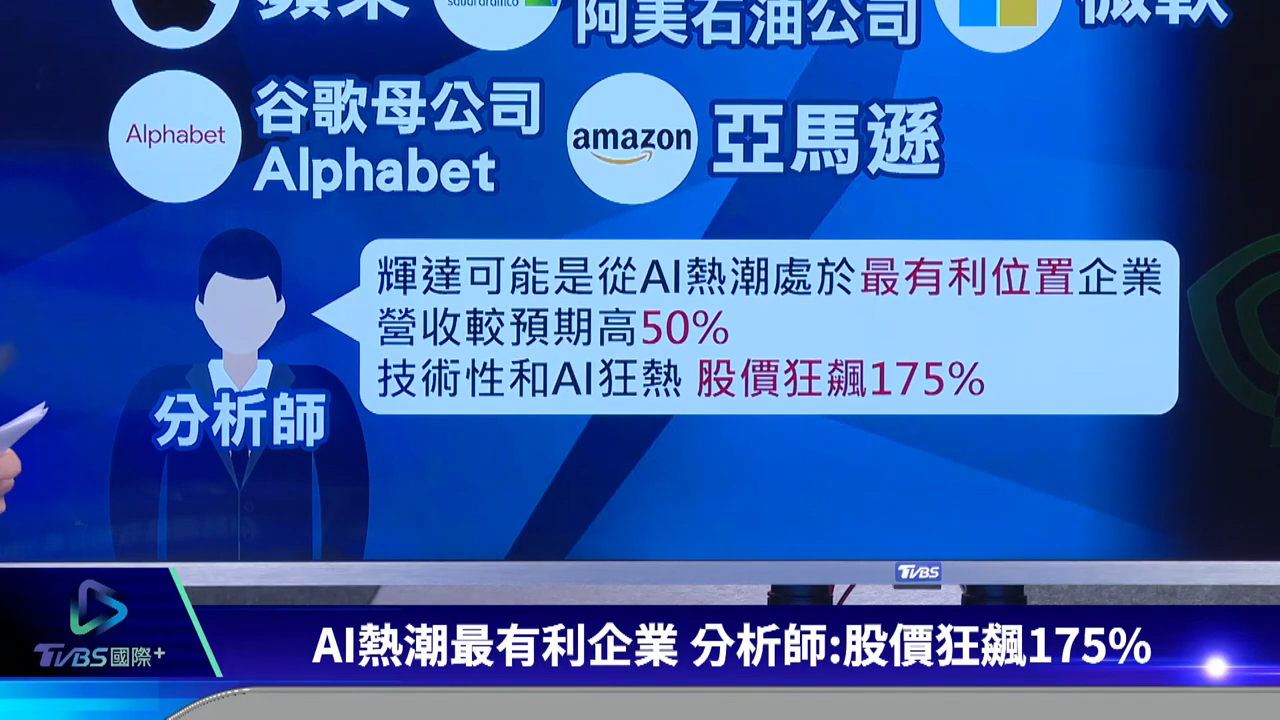 蘋果
阿美石油公司
微軟
Alphabet
谷歌母公司
Alphabet
amazon
亞馬遜
輝達可能是從AI熱潮處於最有利位置企業
營收較預期高50%
技術性和AI狂熱 股價狂飆175%
分析師
TVBS
TVBS國際+
AI熱潮最有利企業 分析師:股價狂飆175%